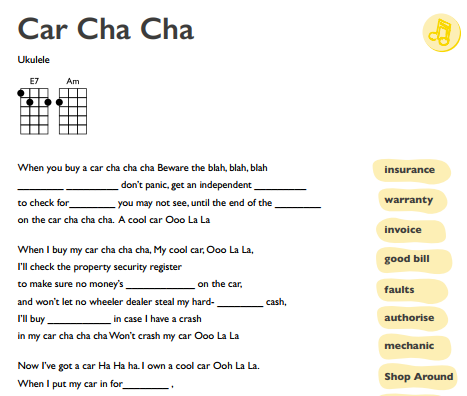 Car Cha Cha
Ukulele
E7 Am
When you buy a car cha cha cha Beware the blah, blah, blah
________ _________ don't panic, get an independent _________
to check for________ you may not see, until the end of the ________
on the car cha cha cha. A cool car Ooo La La
When I buy my car cha cha cha, My cool car, Ooo La La,
I'll check the property security register
to make sure no money's ____________ on the car,
and won't let no wheeler dealer steal my hard- ________ cash,
I'll buy ___________ in case I have a crash
in my car cha cha cha Won't crash my car Ooo La La
Now I've got a car Ha Ha ha. I own a cool car Ooh La La.
When I put my car in for________ ,
insurance
warranty
invoice
good bill
faults
authorise
mechanic
Shop Around